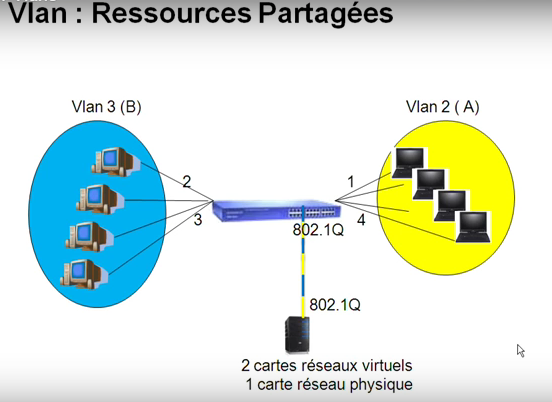 Vlan : Ressources Partagées
Vlan 3 (B)
Vlan 2 ( A)
2
1
3
4
802.1Q
802.1Q
2 cartes réseaux virtuels
1 carte réseau physique